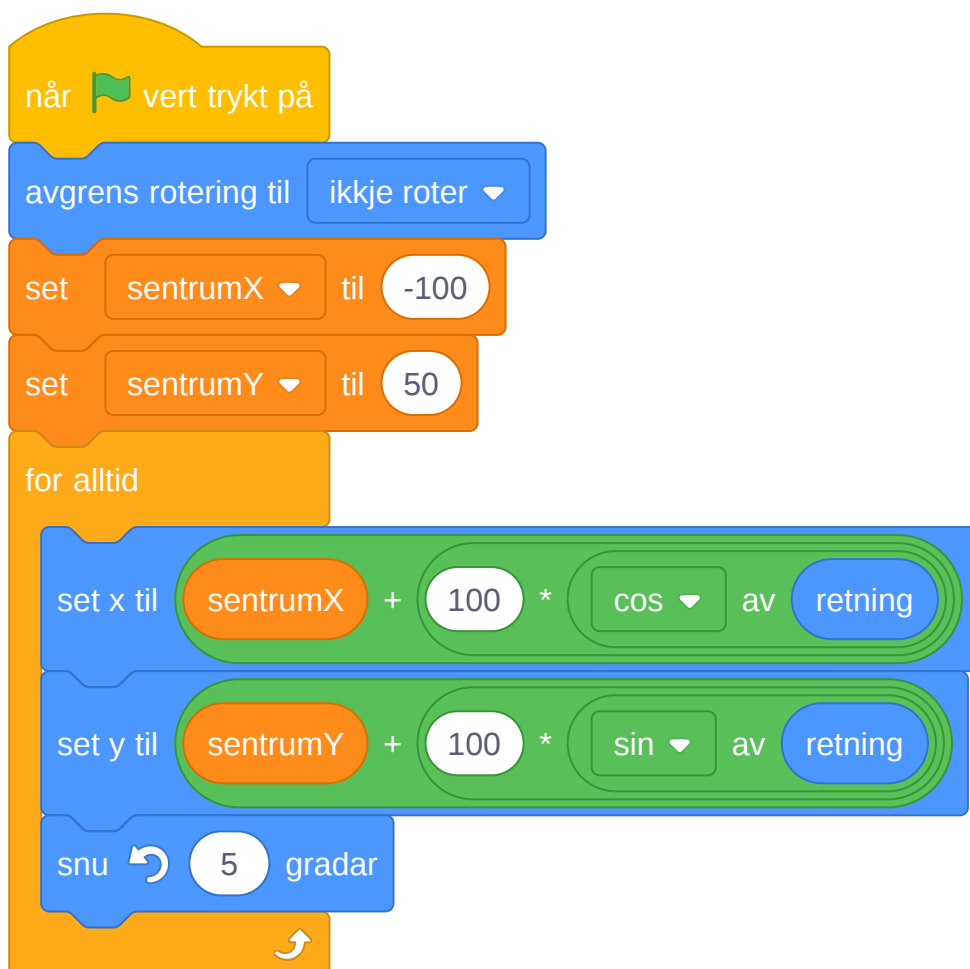 når vert trykt på
avgrens rotering til ikkje roter
set sentrumX til -100
set sentrumY til 50
for alltid
set x til sentrumX + 100 * cos av retning
set y til sentrumY + 100 * sin av retning
snu 5 gradar